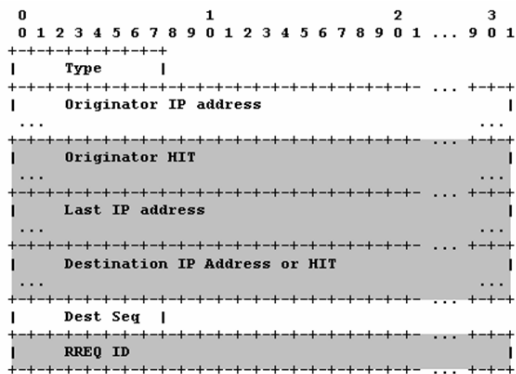 0 1 2 3
0 1 2 3 4 5 6 7 8 9 0 1 2 3 4 5 6 7 8 9 0 1 ... 9 0 1
+-+-+-+-+-+-+-+-+
| Type |
+-+-+-+-+-+-+-+-+-+-+-+-+-+-+-+-+-+-+-+-+-+- ... +-+-+
| Originator IP address |
... ...
+-+-+-+-+-+-+-+-+-+-+-+-+-+-+-+-+-+-+-+-+-+- ... +-+-+
| Originator HIT |
... ...
+-+-+-+-+-+-+-+-+-+-+-+-+-+-+-+-+-+-+-+-+-+- ... +-+-+
| Last IP address |
... ...
+-+-+-+-+-+-+-+-+-+-+-+-+-+-+-+-+-+-+-+-+-+- ... +-+-+
| Destination IP Address or HIT |
... ...
+-+-+-+-+-+-+-+-+-+-+-+-+-+-+-+-+-+-+-+-+-+- ... +-+-+
| Dest Seq |
+-+-+-+-+-+-+-+-+-+-+-+-+-+-+-+-+-+-+-+-+-+- ... +-+-+
| RREQ ID |
+-+-+-+-+-+-+-+-+-+-+-+-+-+-+-+-+-+-+-+-+-+- ... +-+-+